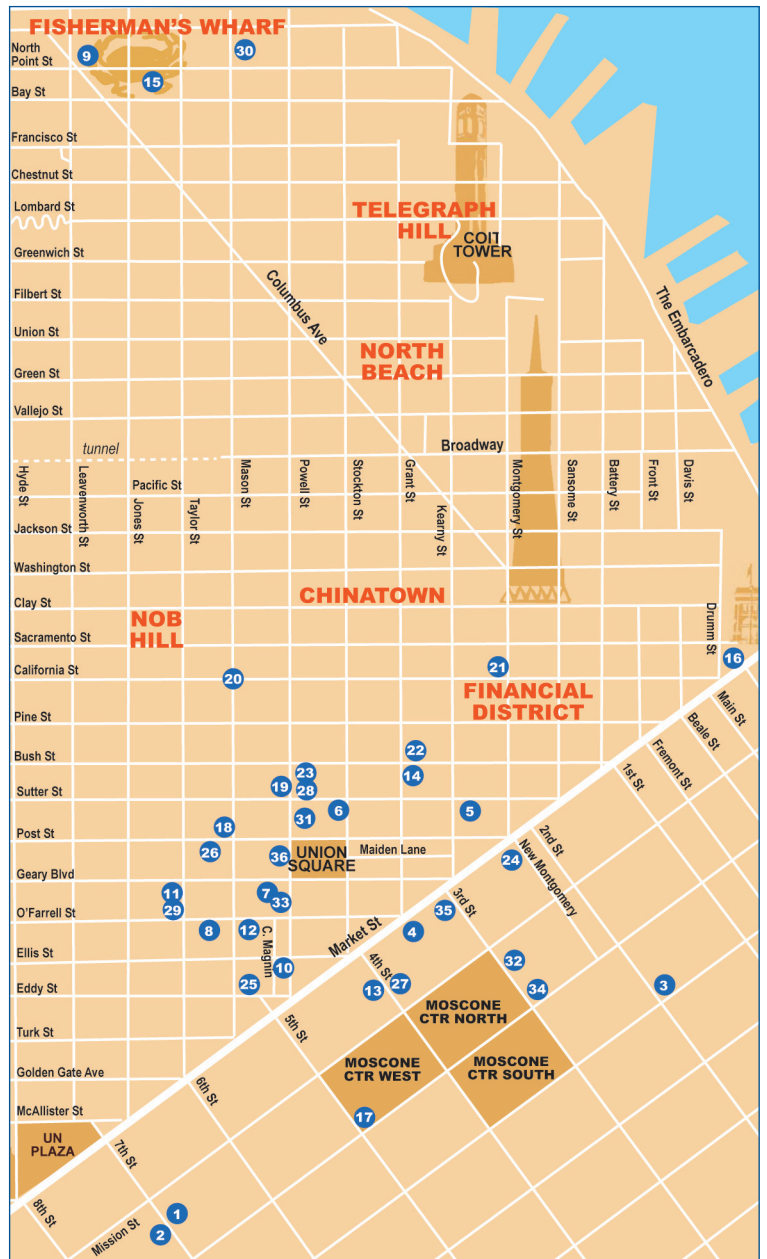 FISHERMAN'S WHARF
North
Point St
9
30
15
Bay St
Francisco St
Chestnut St
Lombard St
TELEGRAPH
HILL
COIT
TOWER
Greenwich St
Filbert St
Columbus Ave
The Embarcadero
Union St
NORTH
BEACH
Green St
Vallejo St
tunnel
Broadway
Hyde St
Leavenworth St
Pacific St
Jones St
Taylor St
Mason St
Powell St
Stockton St
Grant St
Kearny St
Montgomery St
Sansome St
Battery St
Front St
Davis St
Jackson St
Washington St
Clay St
CHINATOWN
NOB
HILL
Sacramento St
Drumm St
California St
20
21
16
FINANCIAL
DISTRICT
Main St
Pine St
Beale St
Bush St
22
Fremont St
23
14
1st St
19
28
Sutter St
6
5
31
18
Post St
26
36
UNION
SQUARE
Maiden Lane
24
2nd St
New Montgomery
Geary Blvd
11
7
33
29
3rd St
35
O'Farrell St
8
12
C. Magnin
Market St
4
Ellis St
10
4th St
32
25
13
27
34
3
Eddy St
MOSCONE
CTR NORTH
5th St
Turk St
MOSCONE
CTR WEST
MOSCONE
CTR SOUTH
Golden Gate Ave
6th St
McAllister St
17
UN
PLAZA
7th St
8th St
Mission St
1
2